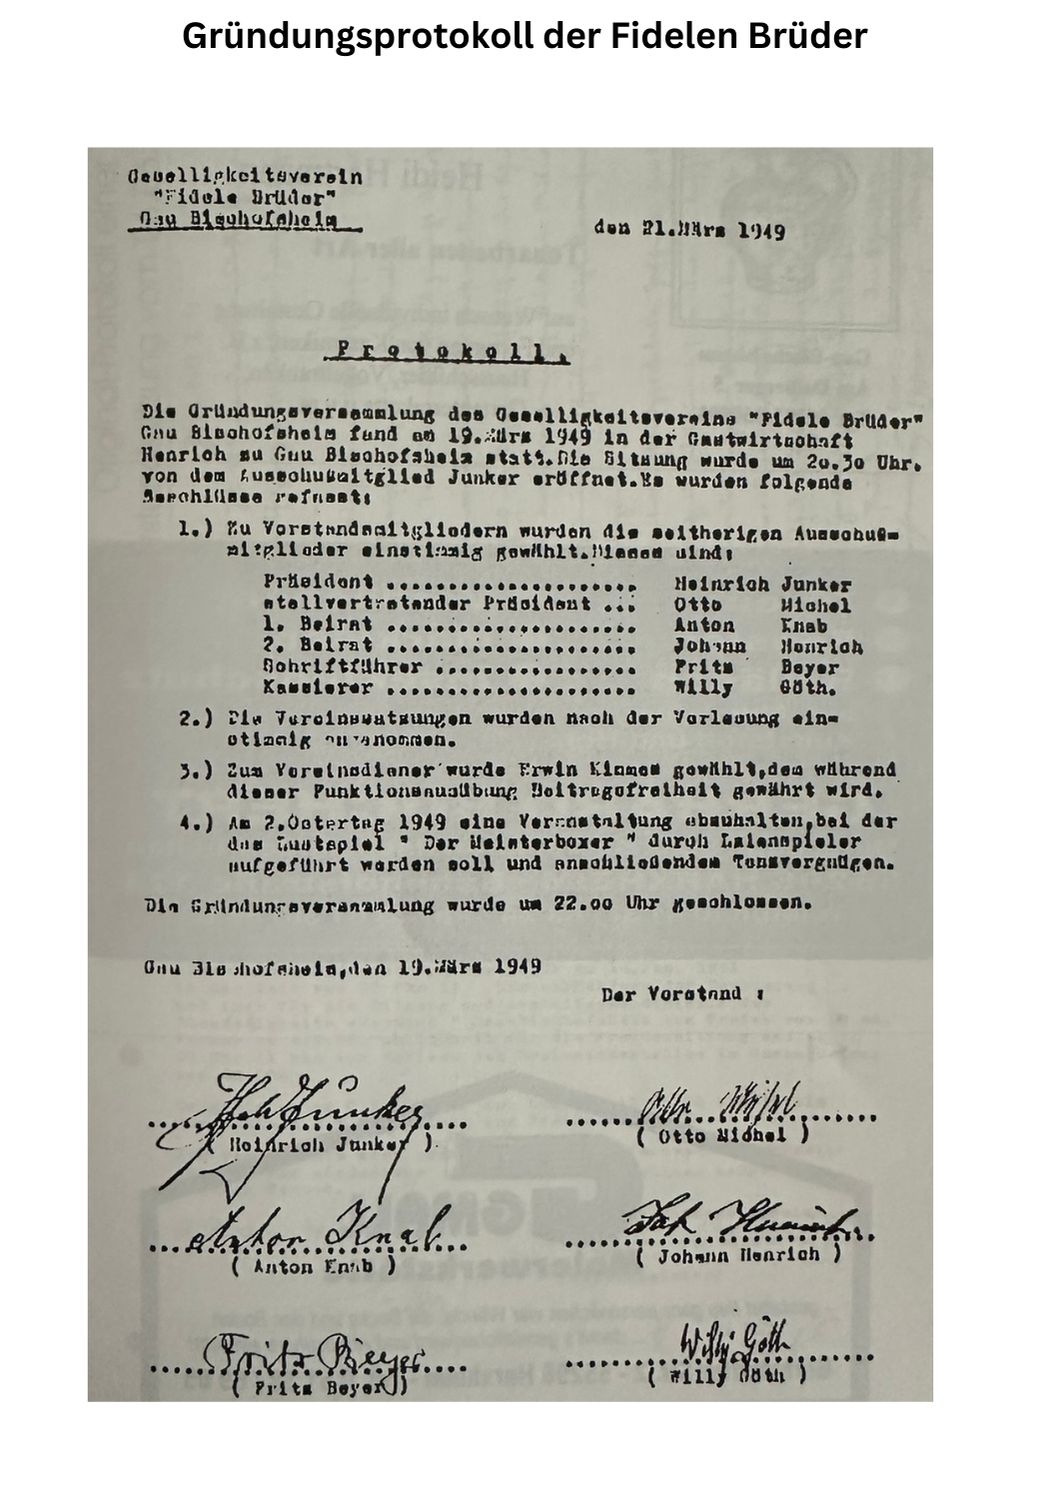 Gründungsprotokoll der Fidelen Brüder
Geselligkeitsverein
"Fidele Brüder"
Gau Bischofsheim
den 21.März 1949
Protokoll.
Die Gründungsversammlung des Geselligkeitsvereins "Fidele Brüder"
Gau Bischofsheim fand am 19.März 1949 in der Gastwirtschaft
Henrich zu Gau Bischofsheim statt.Die Sitzung wurde um 20.30 Uhr.
von dem Ausschußmitglied Junker eröffnet.Es wurden folgende
Beschlüsse gefasst:
1.) Zu Vorstandsmitgliedern wurden die seitherigen Ausschuß=
mitglieder einstimmig gewählt.Dieses sind:
Präsident ....................... Heinrich Junker
stellvertretender Präsident ... Otto Michel
1. Beirat ....................... Anton Knab
2. Beirat ....................... Johann Henrich
Schriftführer .................. Fritz Beyer
Kassierer ....................... Willy Göth.
2.) Die Vereinssatzungen wurden nach der Verlesung ein=
stimmig angenommen.
3.) Zum Vereinsdiener wurde Erwin Kinmes gewählt,dem während
dieser Funktionsausübung Beitragsfreiheit gewährt wird.
4.) Am 2.Ostertag 1949 eine Veranstaltung abzuhalten,bei der
das Lustspiel " Der Meisterboxer " durch Laienspieler
aufgeführt werden soll und anschließendem Tanzvergnügen.
Die Gründungsversammlung wurde um 22.00 Uhr geschlossen.
Gau Bischofsheim,den 19.März 1949
Der Vorstand :
Junker
Otto Michel
( Heinrich Junker )
( Otto Michel )
Anton Knab
Joh Henrich
( Anton Knab )
( Johann Henrich )
Fritz Beyer
Willy Göth
( Fritz Beyer )
( Willy Göth )